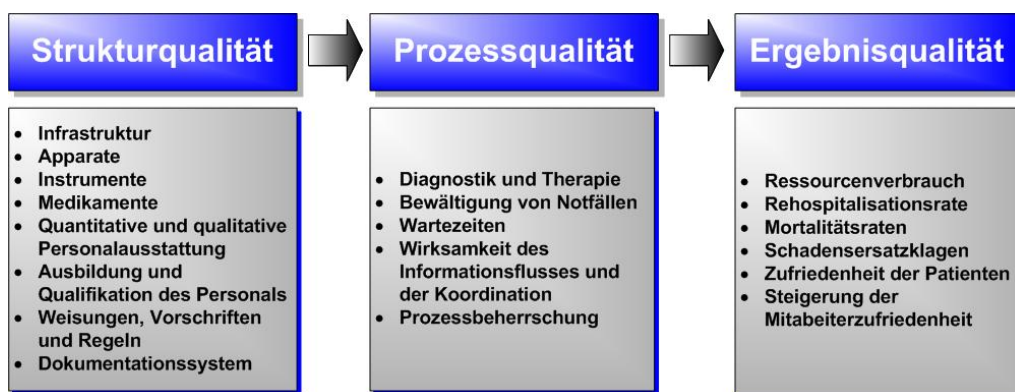 Strukturqualität
Prozessqualität
Ergebnisqualität
• Infrastruktur
• Apparate
• Instrumente
• Medikamente
• Quantitative und qualitative
Personalausstattung
• Ausbildung und
Qualifikation des Personals
• Weisungen, Vorschriften
und Regeln
• Dokumentationssystem
• Diagnostik und Therapie
• Bewältigung von Notfällen
• Wartezeiten
• Wirksamkeit des
Informationsflusses und
der Koordination
• Prozessbeherrschung
• Ressourcenverbrauch
• Rehospitalisationsrate
• Mortalitätsraten
• Schadensersatzklagen
• Zufriedenheit der Patienten
• Steigerung der
Mitabeiterzufriedenheit